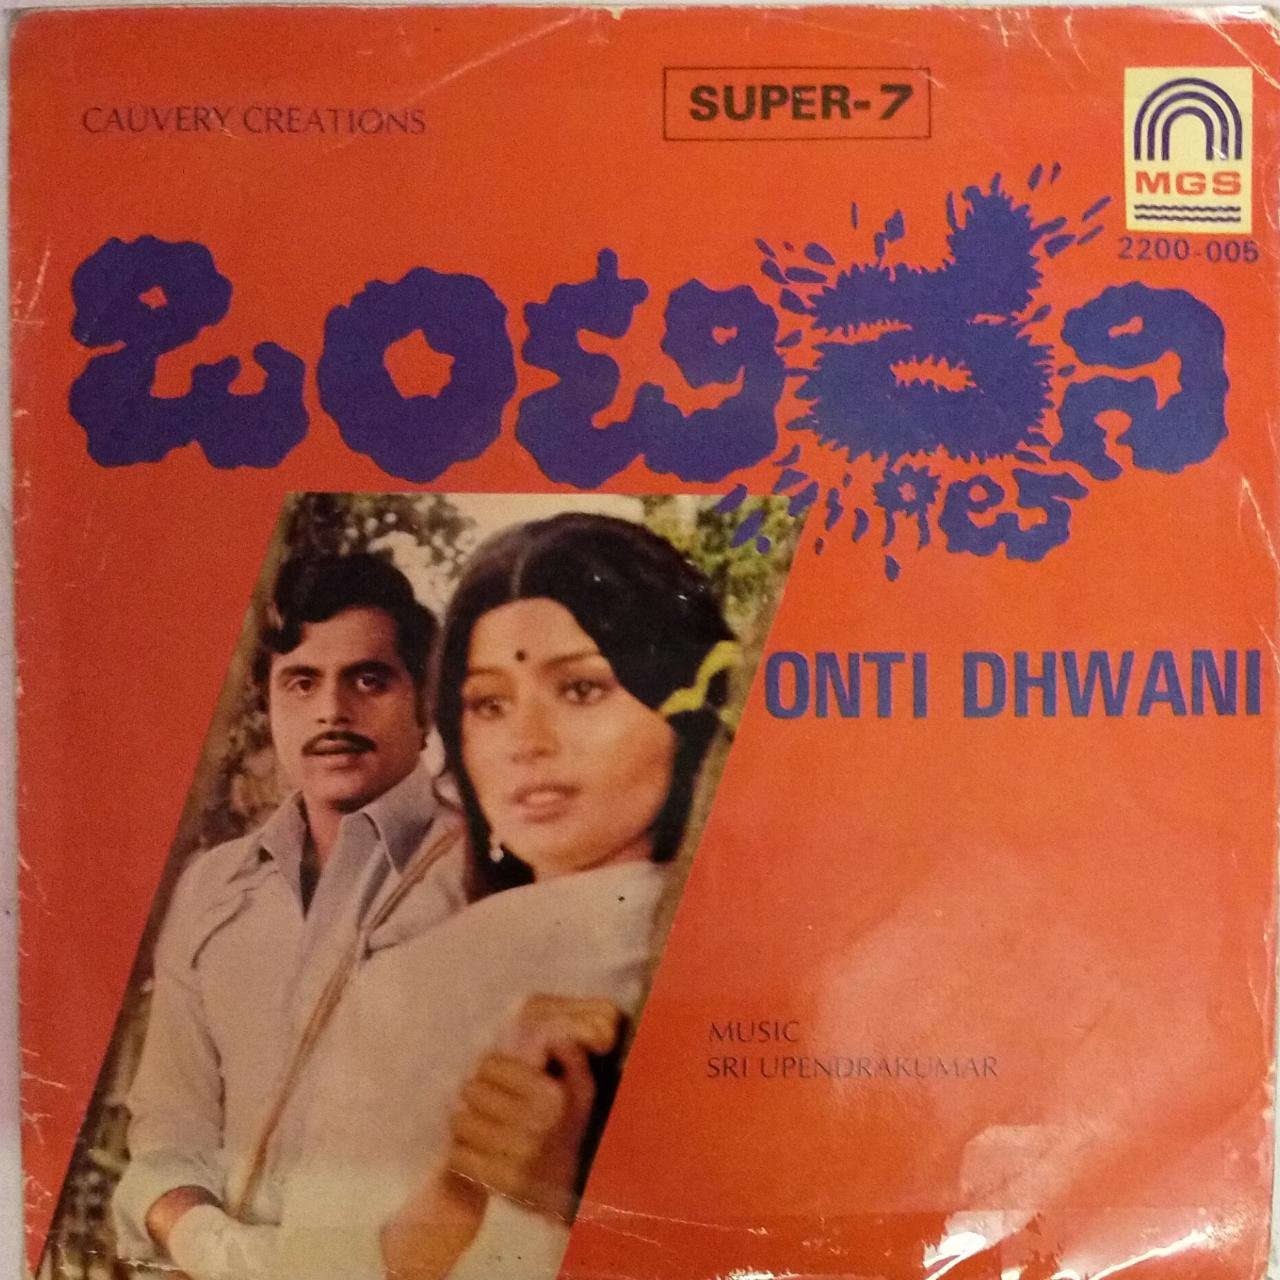 CAUVERY CREATIONS
SUPER-7
MGS
2200-005
ಒಂಟಿಧ್ವನಿ
ONTI DHWANI
MUSIC
SRI UPENDRAKUMAR